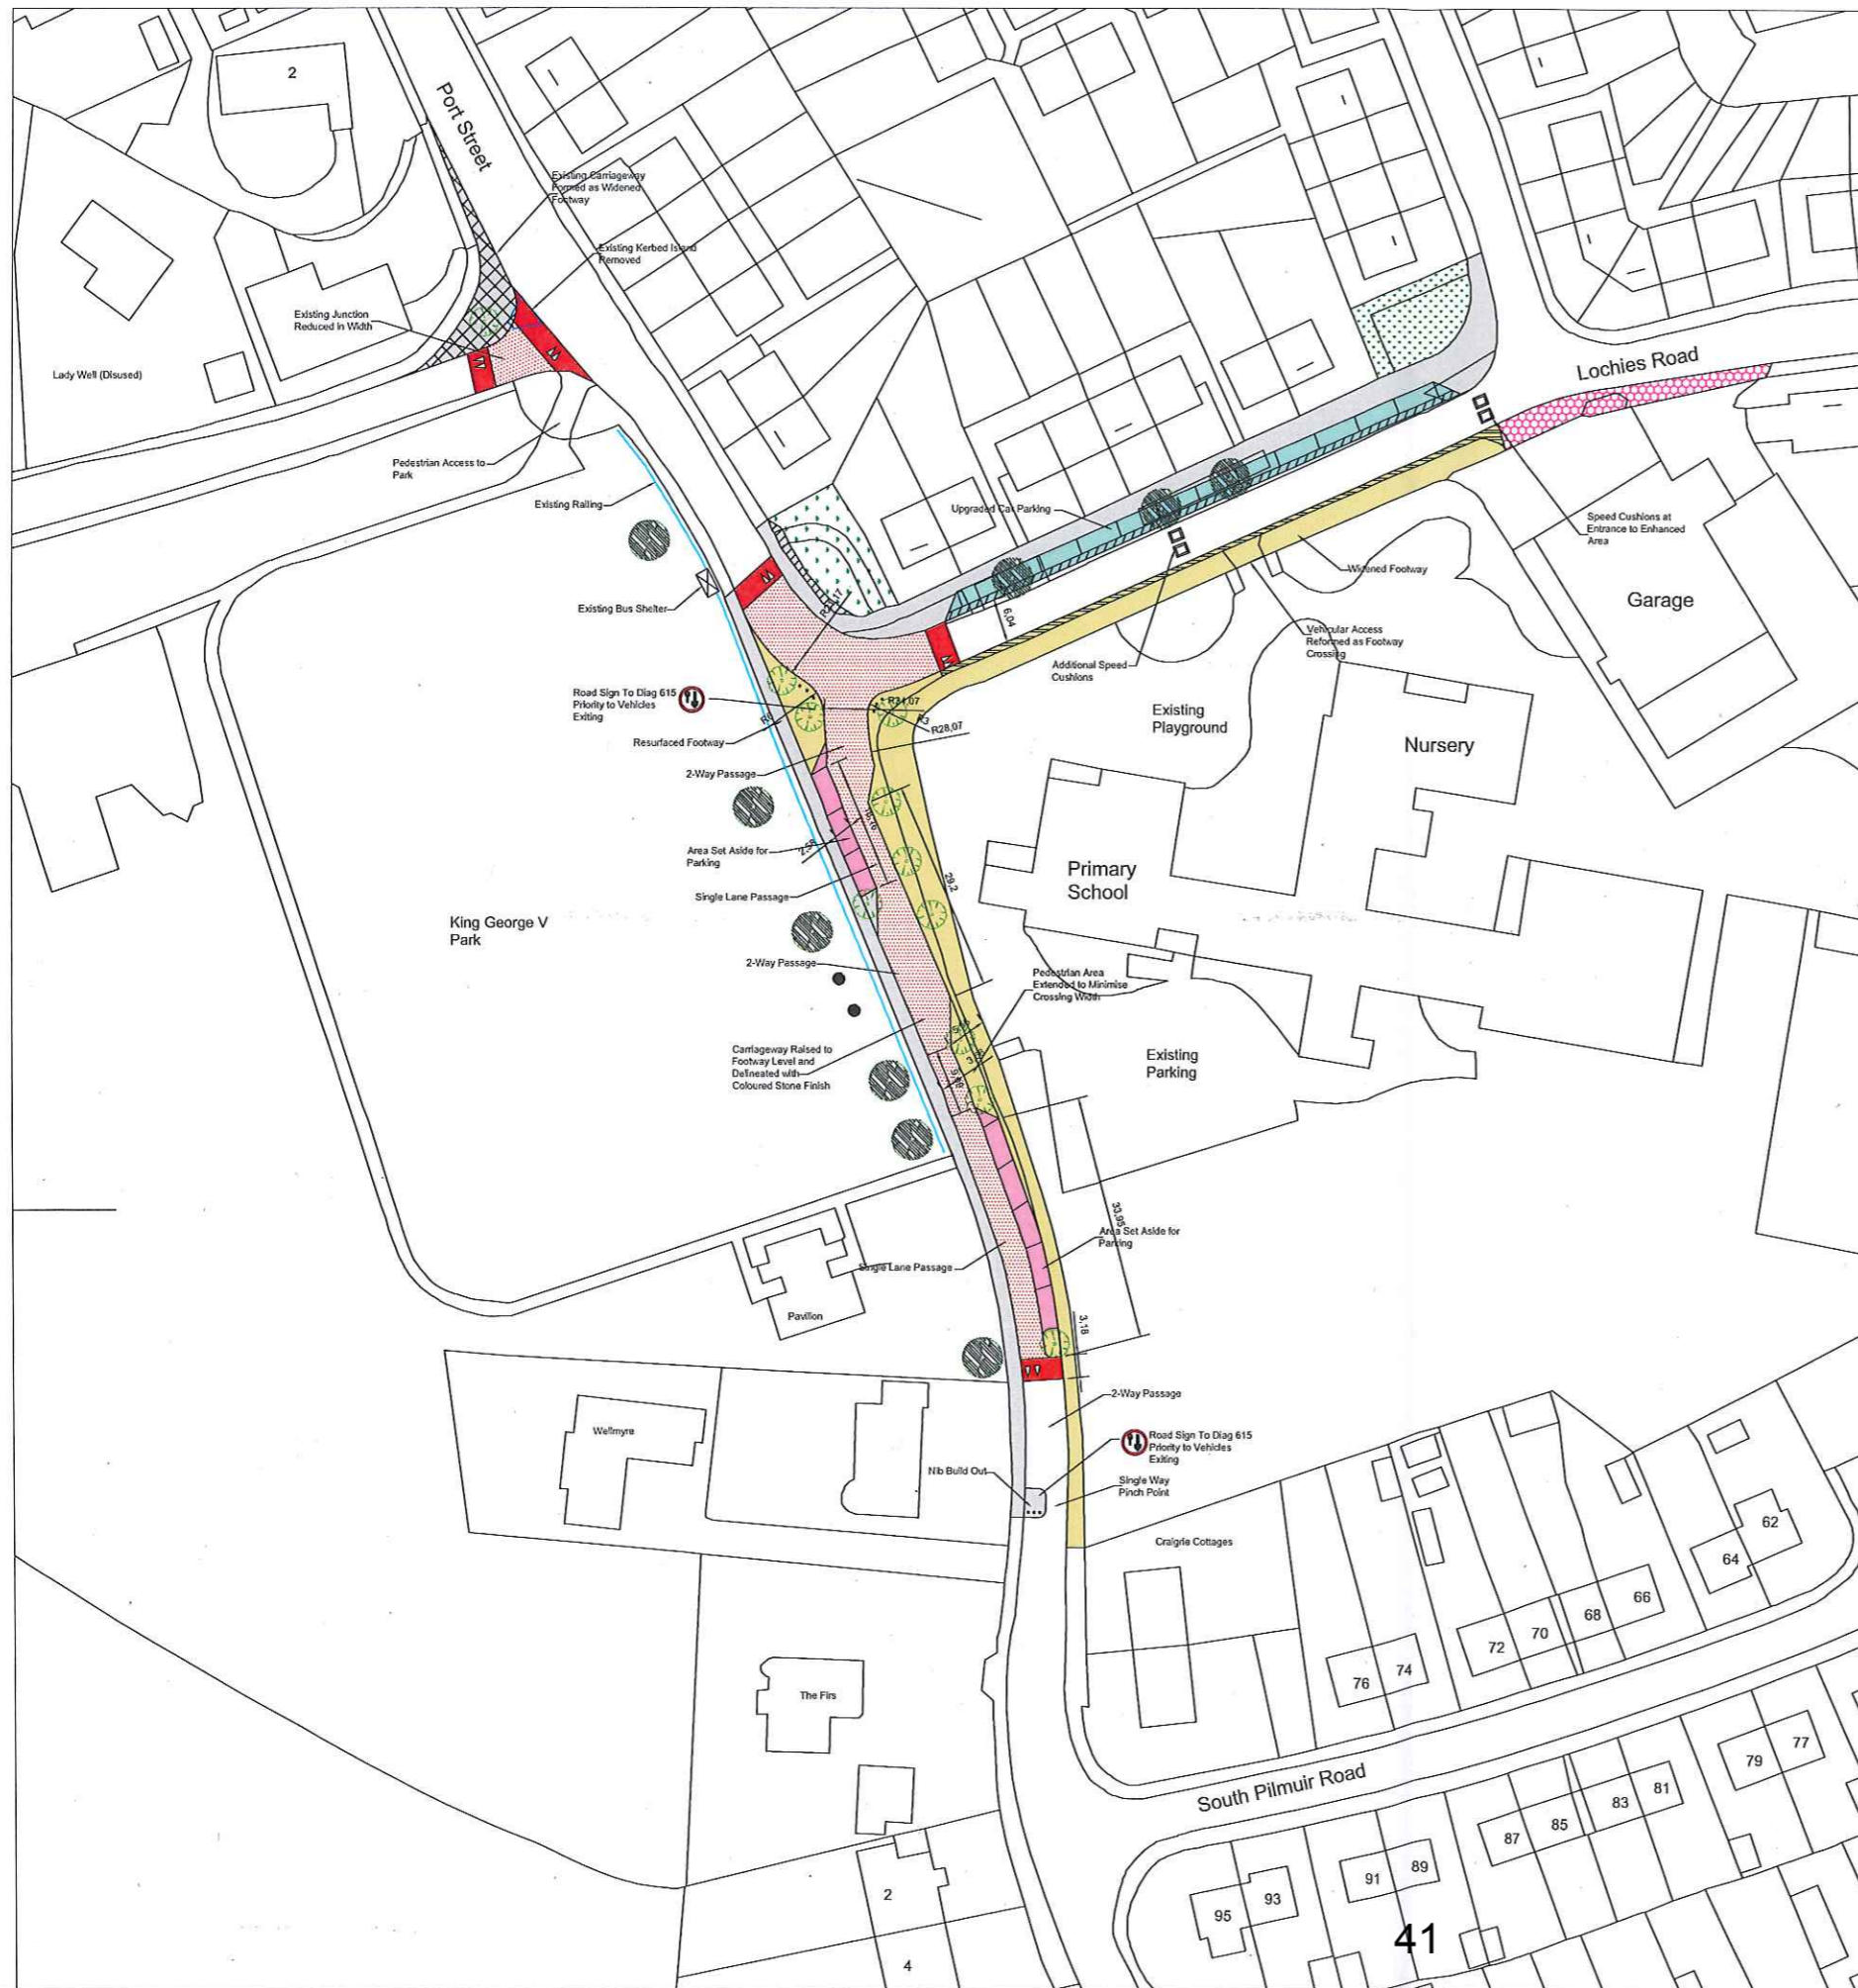 2
Port Street
Existing Carriageway
Formed as Widened
Footway
Existing Kerbed Island
Removed
Existing Junction
Reduced in Width
Lady Well (Disused)
Lochies Road
Pedestrian Access to
Park
Existing Railing
Upgraded Car Parking
Speed Cushions at
Entrance to Enhanced
Area
Widened Footway
Existing Bus Shelter
Garage
6,04
Vehicular Access
Reformed as Footway
Crossing
Additional Speed
Cushions
Road Sign To Diag 615
Priority to Vehicles
Exiting
R31,07
R3
R28,07
Existing
Playground
Resurfaced Footway
Nursery
2-Way Passage
Area Set Aside for
Parking
Primary
School
29,2
Single Lane Passage
King George V
Park
2-Way Passage
Pedestrian Area
Extended to Minimise
Crossing Width
Carriageway Raised to
Footway Level and
Delineated with
Coloured Stone Finish
Existing
Parking
33,95
Area Set Aside for
Parking
Single Lane Passage
Pavilion
3,18
2-Way Passage
Wellmyre
Road Sign To Diag 615
Priority to Vehicles
Exiting
Nib Build Out
Single Way
Pinch Point
Craigrie Cottages
62
64
66
68
70
72
74
76
The Firs
77
79
South Pilmuir Road
81
83
85
87
89
91
93
95
2
41
4